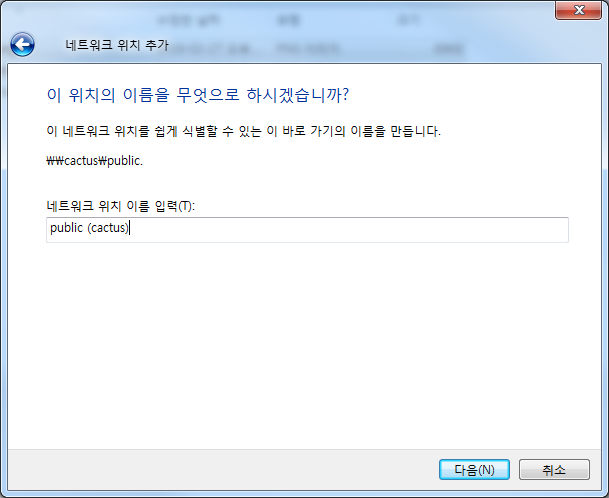 네트워크 위치 추가
이 위치의 이름을 무엇으로 하시겠습니까?
이 네트워크 위치를 쉽게 식별할 수 있는 이 바로 가기의 이름을 만듭니다.
₩₩cactus₩public.
네트워크 위치 이름 입력(T):
public (cactus)
다음(N)
취소